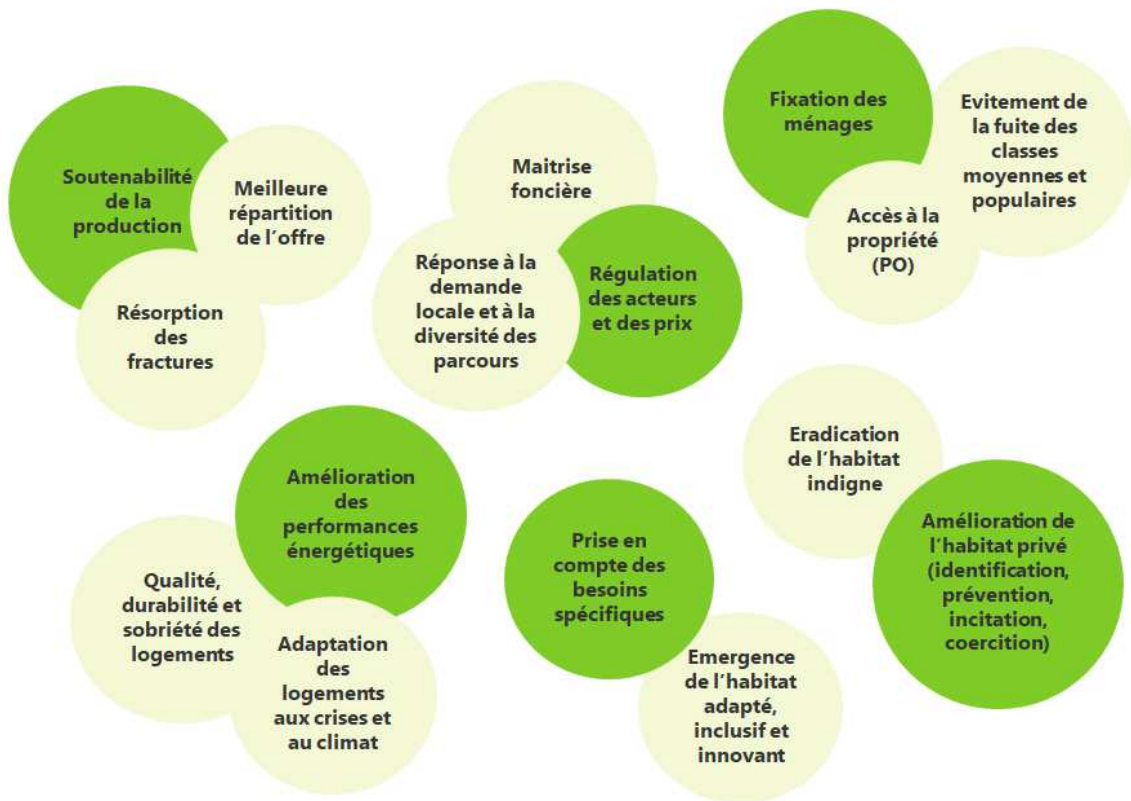 Soutenabilité
de la
production
Meilleure
répartition
de l'offre
Résorption
des
fractures
Maitrise
foncière
Réponse à la
demande
locale et à la
diversité des
parcours
Régulation
des acteurs
et des prix
Fixation des
ménages
Evitement de
la fuite des
classes
moyennes et
populaires
Accès à la
propriété
(PO)
Amélioration
des
performances
énergétiques
Qualité,
durabilité et
sobriété des
logements
Adaptation
des
logements
aux crises et
au climat
Prise en
compte des
besoins
spécifiques
Emergence
de l'habitat
adapté,
inclusif et
innovant
Eradication
de l'habitat
indigne
Amélioration de
l'habitat privé
(identification,
prévention,
incitation,
coercition)